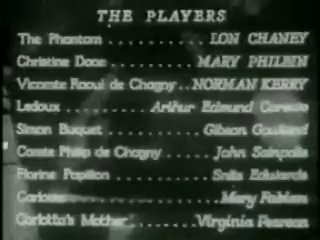 THE PLAYERS
The Phantom .......... LON CHANEY
Christine Daae ......... MARY PHILBIN
Vicomte Raoul de Chagny .. NORMAN KERRY
Ledoux ........... Arthur Edmund Carewe
Simon Buquet .......... Gibson Gowland
Comte Philip de Chagny ..... John Sainpolis
Florine Papillon .......... Snitz Edwards
Carlotta .............. Mary Fabian
Carlotta's Mother ....... Virginia Pearson